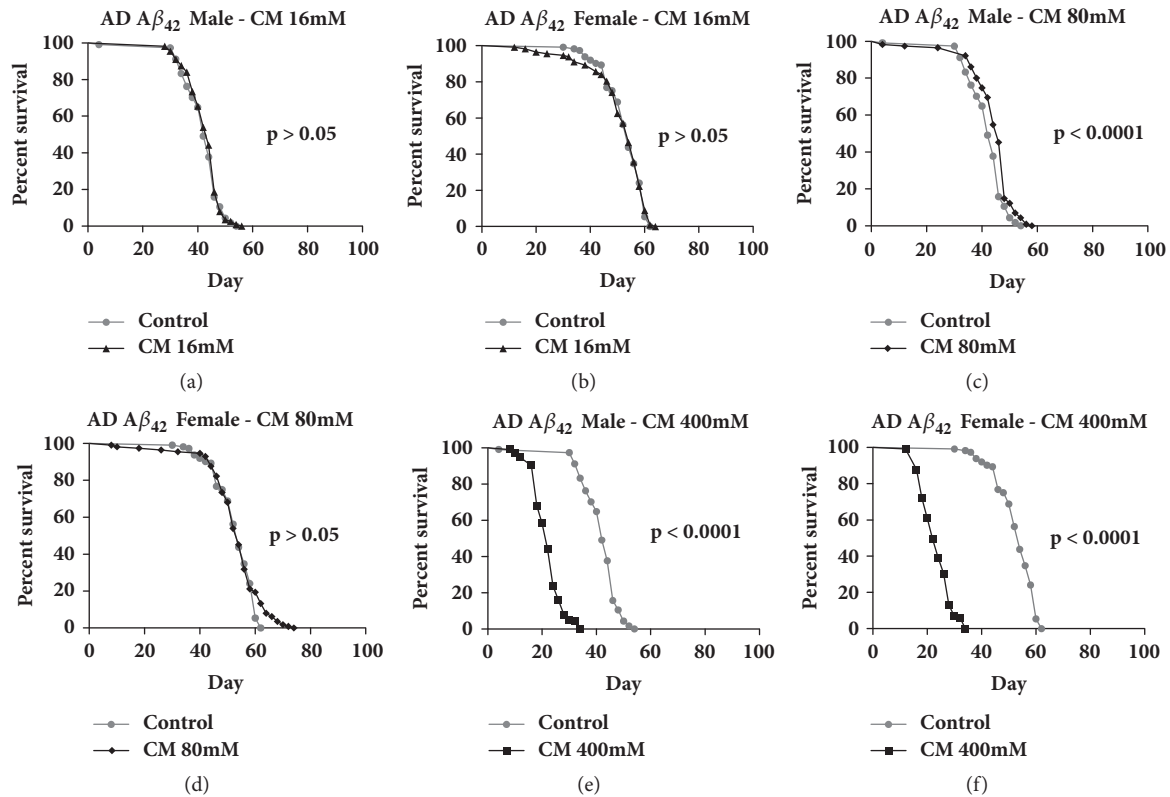 AD Aβ42 Male - CM 16mM
Percent survival
100
80
60
40
20
0
p > 0.05
0 20 40 60 80 100
Day
Control
CM 16mM
(a)
AD Aβ42 Female - CM 16mM
Percent survival
100
80
60
40
20
0
p > 0.05
0 20 40 60 80 100
Day
Control
CM 16mM
(b)
AD Aβ42 Male - CM 80mM
Percent survival
100
80
60
40
20
0
p < 0.0001
0 20 40 60 80 100
Day
Control
CM 80mM
(c)
AD Aβ42 Female - CM 80mM
Percent survival
100
80
60
40
20
0
p > 0.05
0 20 40 60 80 100
Day
Control
CM 80mM
(d)
AD Aβ42 Male - CM 400mM
Percent survival
100
80
60
40
20
0
p < 0.0001
0 20 40 60 80 100
Day
Control
CM 400mM
(e)
AD Aβ42 Female - CM 400mM
Percent survival
100
80
60
40
20
0
p < 0.0001
0 20 40 60 80 100
Day
Control
CM 400mM
(f)